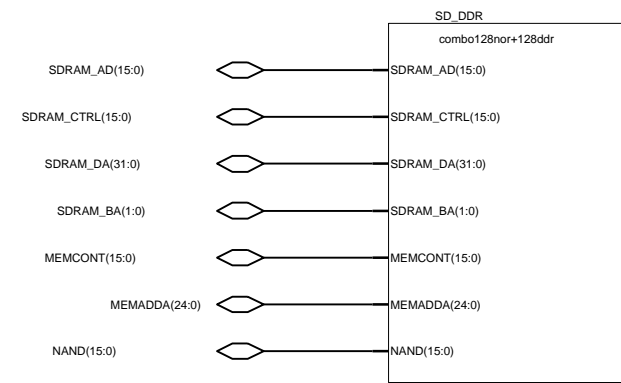 SD_DDR
combo128nor+128ddr
SDRAM_AD(15:0) SDRAM_AD(15:0)
SDRAM_CTRL(15:0) SDRAM_CTRL(15:0)
SDRAM_DA(31:0) SDRAM_DA(31:0)
SDRAM_BA(1:0) SDRAM_BA(1:0)
MEMCONT(15:0) MEMCONT(15:0)
MEMADDA(24:0) MEMADDA(24:0)
NAND(15:0) NAND(15:0)